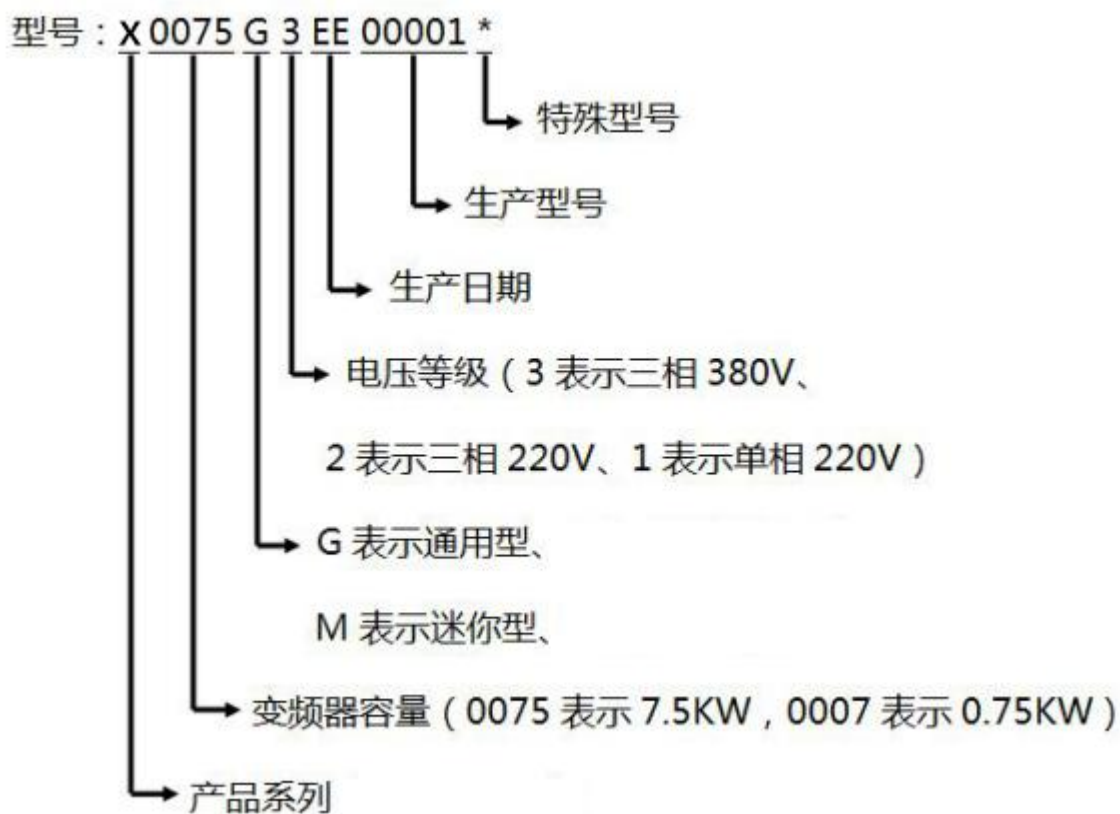 型号：X 0075 G 3 EE 00001 *
特殊型号
生产型号
生产日期
电压等级（3 表示三相 380V、
2 表示三相 220V、1 表示单相 220V）
G 表示通用型、
M 表示迷你型、
变频器容量（0075 表示 7.5KW，0007 表示 0.75KW）
产品系列